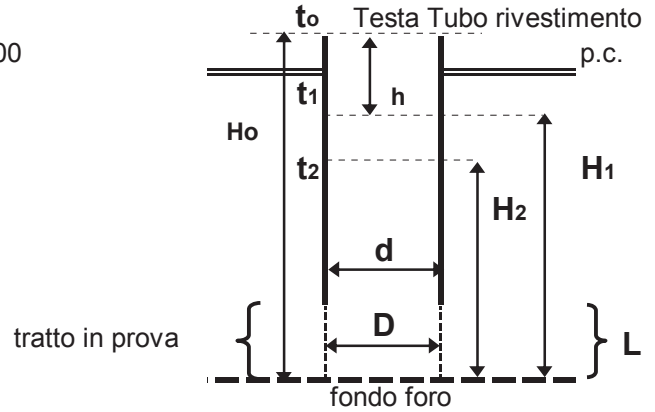 to Testa Tubo rivestimento
00 p.c.
t1 h
Ho
t2 H1
H2
d
tratto in prova D L
fondo foro